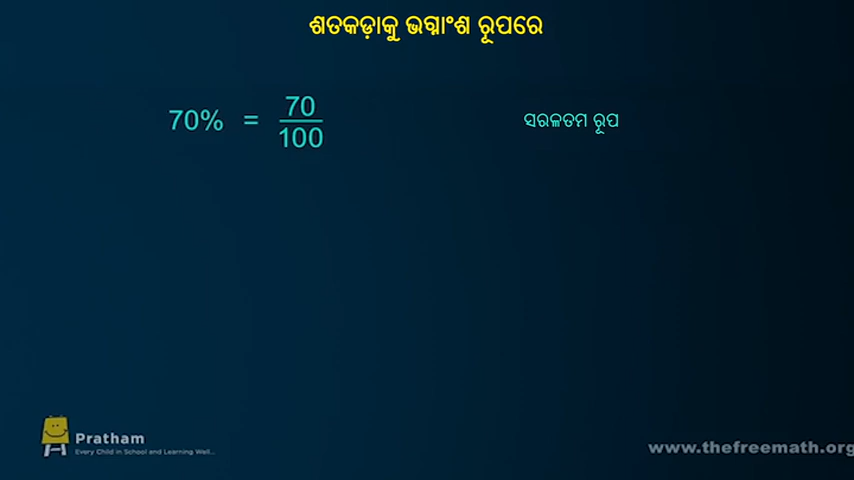 ଶତକଡ଼ାକୁ ଭଗ୍ନାଂଶ ରୂପରେ
70% = 70/100
ସରଳତମ ରୂପ
Pratham
Every Child in School and Learning Well...
www.thefreemath.org